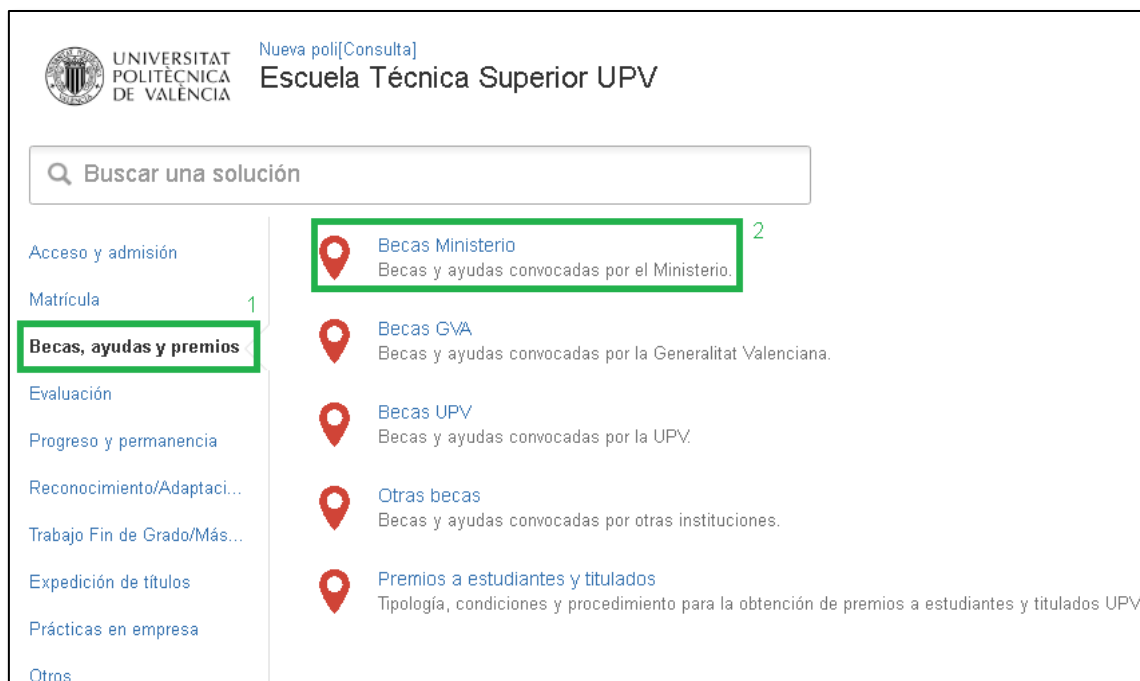 UNIVERSITAT
POLITÈCNICA
DE VALÈNCIA
Nueva poli[Consulta]
Escuela Técnica Superior UPV
Buscar una solución
Acceso y admisión
Matrícula
1
Becas, ayudas y premios
Evaluación
Progreso y permanencia
Reconocimiento/Adaptaci...
Trabajo Fin de Grado/Más...
Expedición de títulos
Prácticas en empresa
Otros
2
Becas Ministerio
Becas y ayudas convocadas por el Ministerio.
Becas GVA
Becas y ayudas convocadas por la Generalitat Valenciana.
Becas UPV
Becas y ayudas convocadas por la UPV.
Otras becas
Becas y ayudas convocadas por otras instituciones.
Premios a estudiantes y titulados
Tipología, condiciones y procedimiento para la obtención de premios a estudiantes y titulados UPV